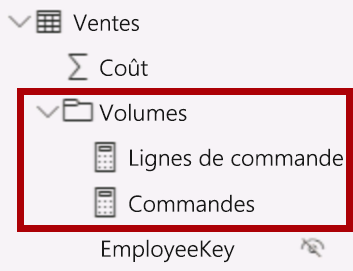 Ventes
Coût
Volumes
Lignes de commande
Commandes
EmployeeKey